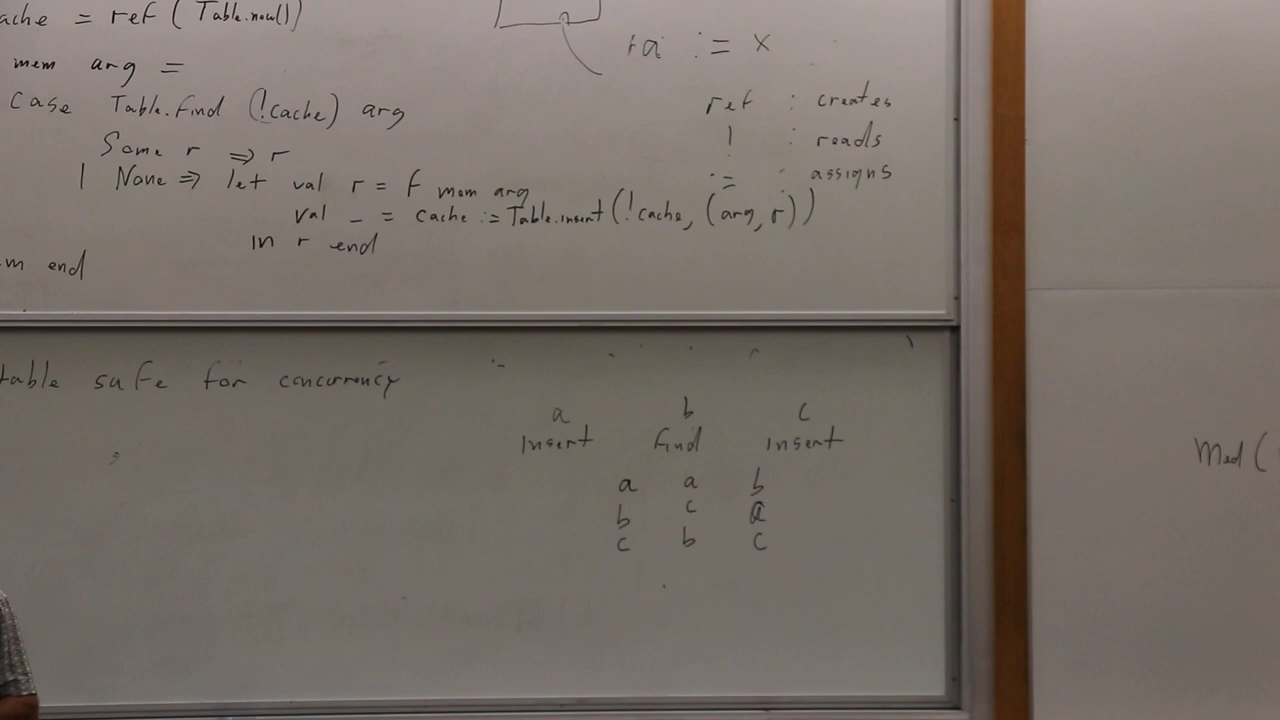 ache = ref (Table.new())
mem arg =
case Table.find (!cache) arg
Some r ⇒ r
| None ⇒ let val r = f mem arg
val _ = cache := Table.insert(!cache, (arg, r))
in r end
m end
ra := x
ref : creates
! : reads
:= : assigns
table safe for concurrency
a b c
Insert find insert
a a b
b c a
c b c
Med (